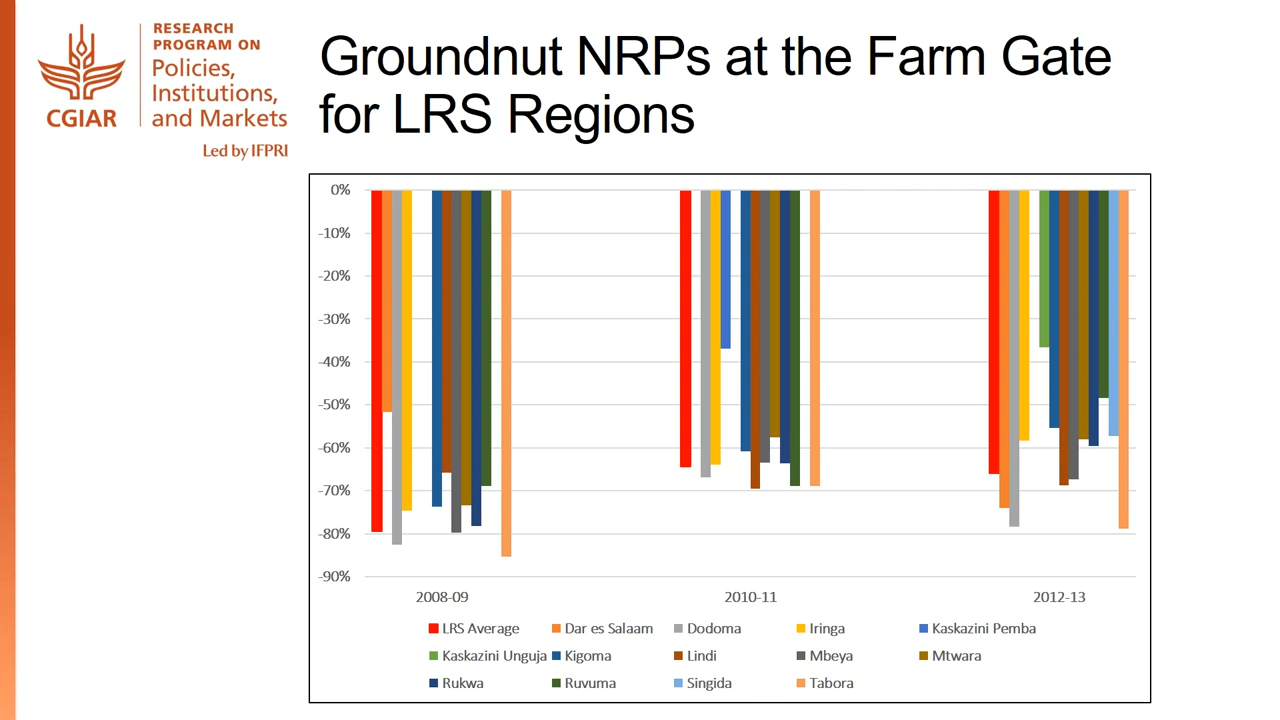 RESEARCH
PROGRAM ON
Policies,
Institutions,
and Markets
CGIAR
Led by IFPRI
Groundnut NRPs at the Farm Gate
for LRS Regions
0%
-10%
-20%
-30%
-40%
-50%
-60%
-70%
-80%
-90%
2008-09 2010-11 2012-13
LRS Average Dar es Salaam Dodoma Iringa Kaskazini Pemba
Kaskazini Unguja Kigoma Lindi Mbeya Mtwara
Rukwa Ruvuma Singida Tabora